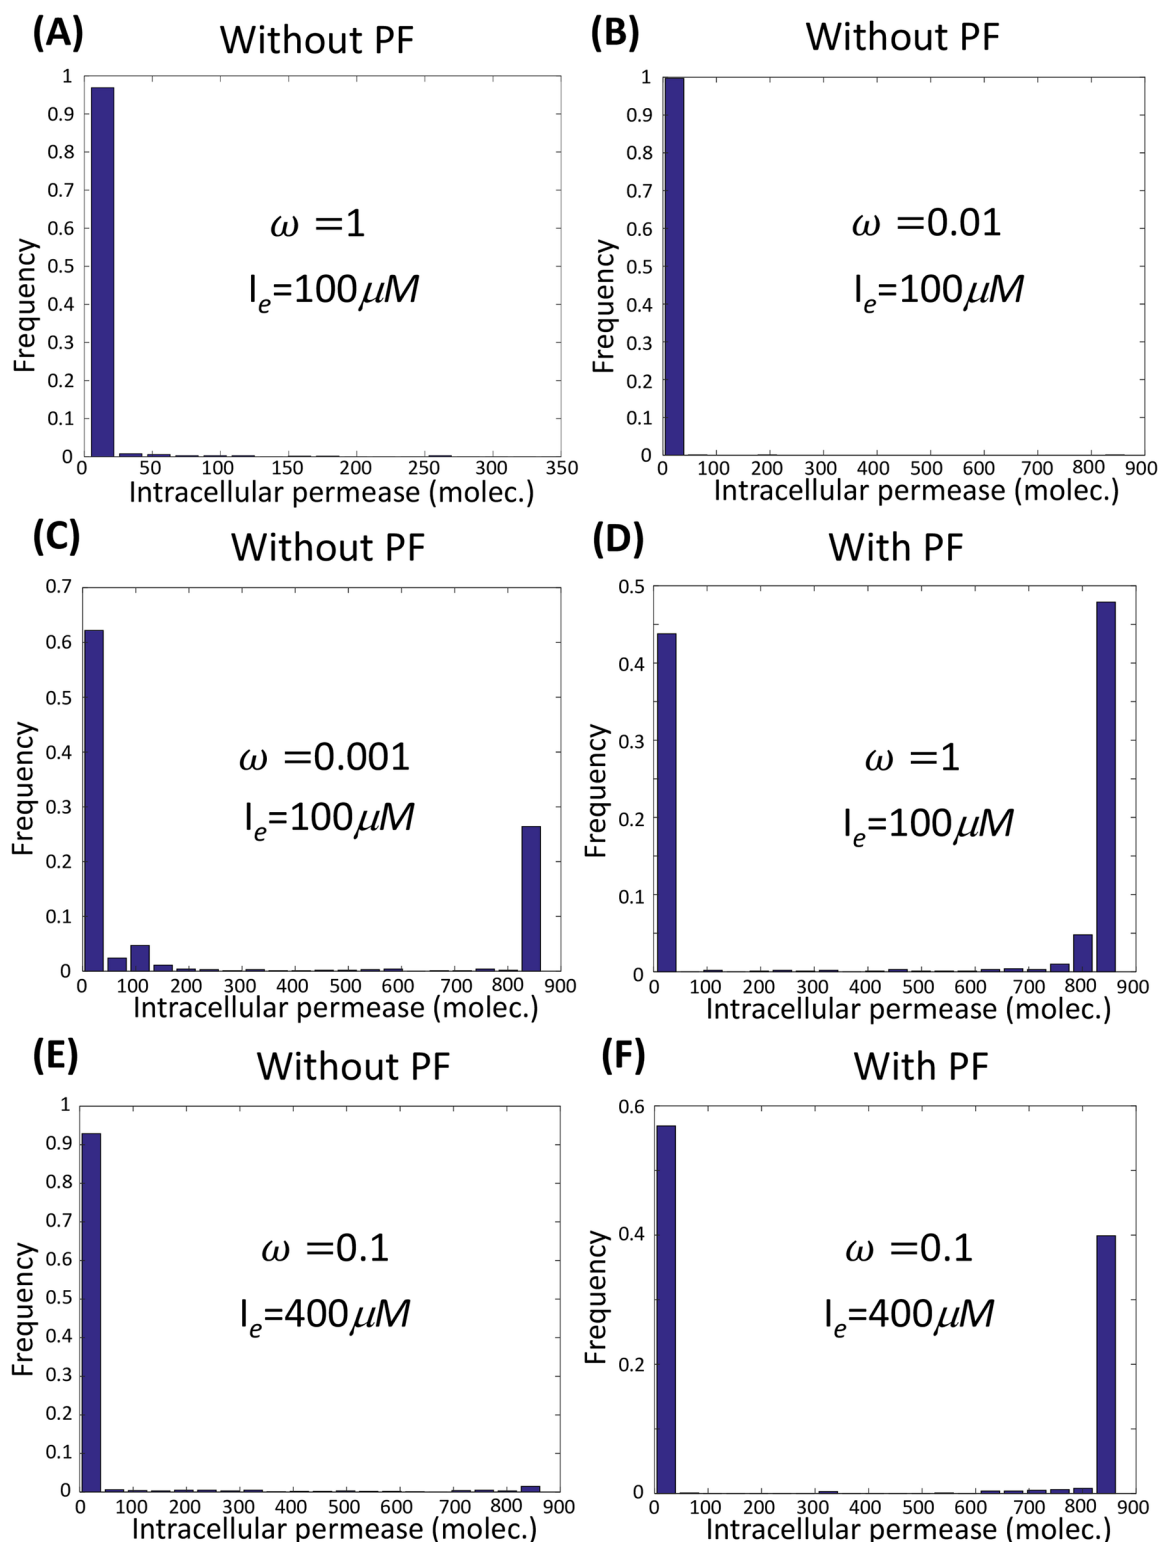 (A) Without PF
1
0.9
0.8
0.7
0.6
0.5
0.4
0.3
0.2
0.1
0
Frequency
ω =1
Iₑ=100μM
0 50 100 150 200 250 300 350
Intracellular permease (molec.)
(B) Without PF
1
0.9
0.8
0.7
0.6
0.5
0.4
0.3
0.2
0.1
0
Frequency
ω =0.01
Iₑ=100μM
0 100 200 300 400 500 600 700 800 900
Intracellular permease (molec.)
(C) Without PF
0.7
0.6
0.5
0.4
0.3
0.2
0.1
0
Frequency
ω =0.001
Iₑ=100μM
0 100 200 300 400 500 600 700 800 900
Intracellular permease (molec.)
(D) With PF
0.5
0.4
0.3
0.2
0.1
0
Frequency
ω =1
Iₑ=100μM
0 100 200 300 400 500 600 700 800 900
Intracellular permease (molec.)
(E) Without PF
1
0.9
0.8
0.7
0.6
0.5
0.4
0.3
0.2
0.1
0
Frequency
ω =0.1
Iₑ=400μM
0 100 200 300 400 500 600 700 800 900
Intracellular permease (molec.)
(F) With PF
0.6
0.4
0.2
0
Frequency
ω =0.1
Iₑ=400μM
0 100 200 300 400 500 600 700 800 900
Intracellular permease (molec.)